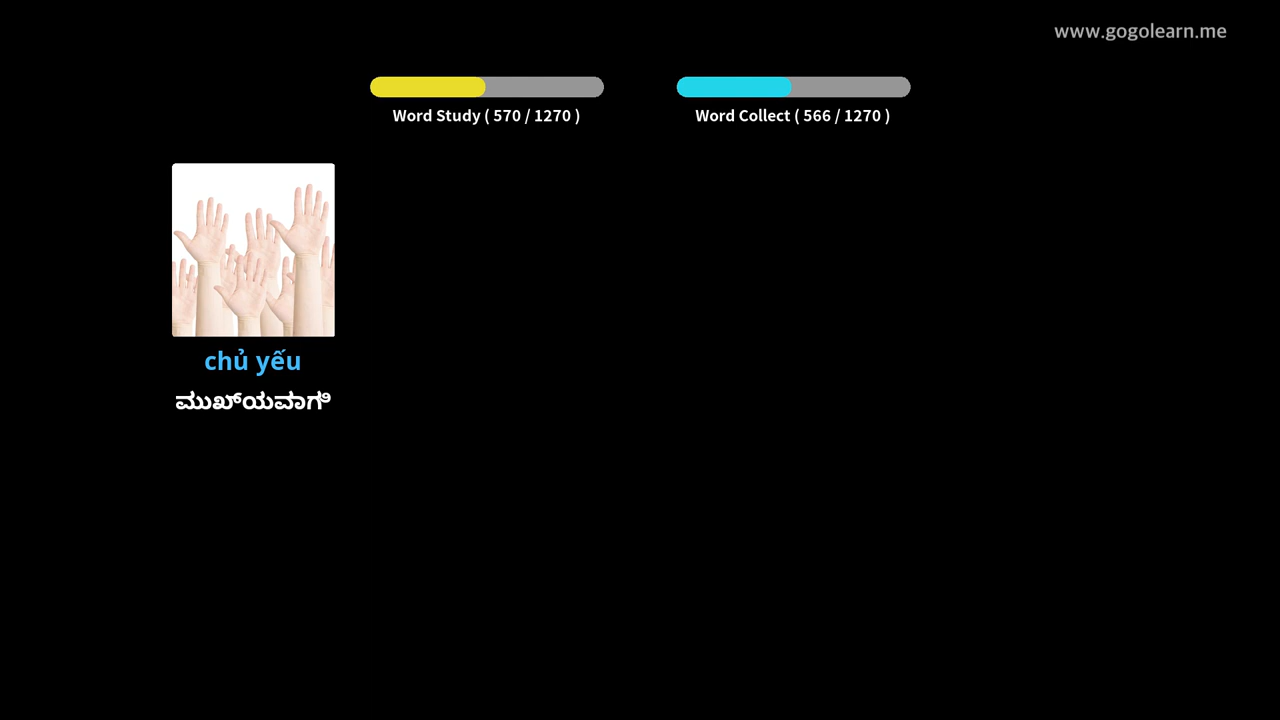 www.gogolearn.me
Word Study ( 570 / 1270 )
Word Collect ( 566 / 1270 )
chủ yếu
ಮುಖ್ಯವಾಗಿ